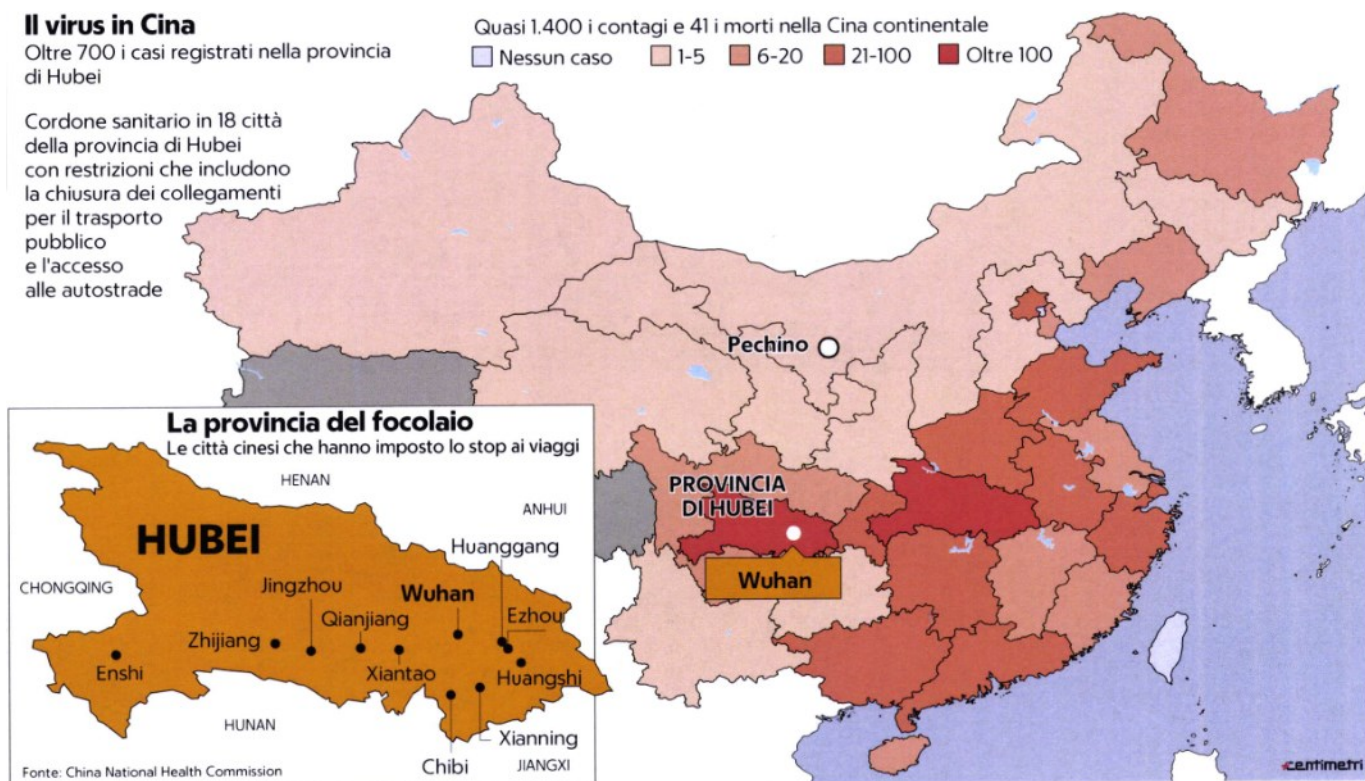 Il virus in Cina
Oltre 700 i casi registrati nella provincia
di Hubei
Cordone sanitario in 18 città
della provincia di Hubei
con restrizioni che includono
la chiusura dei collegamenti
per il trasporto
pubblico
e l'accesso
alle autostrade
Quasi 1.400 i contagi e 41 i morti nella Cina continentale
Nessun caso
1-5
6-20
21-100
Oltre 100
Pechino
PROVINCIA
DI HUBEI
Wuhan
La provincia del focolaio
Le città cinesi che hanno imposto lo stop ai viaggi
HENAN
ANHUI
HUBEI
Huanggang
CHONGQING
Jingzhou
Wuhan
Qianjiang
Ezhou
Zhijiang
Enshi
Xiantao
Huangshi
HUNAN
Xianning
Chibi
JIANGXI
Fonte: China National Health Commission
centimetri